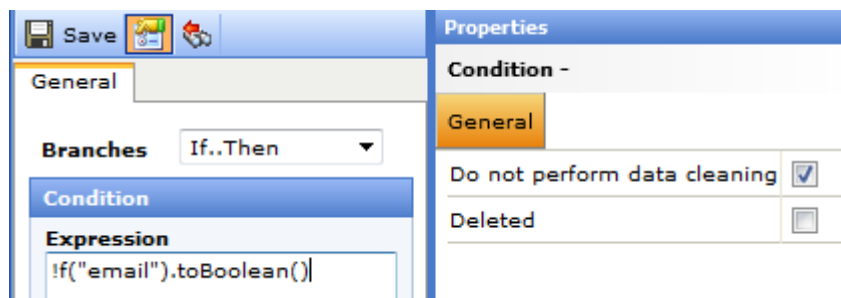 Save
General
Branches If..Then
Condition
Expression
!f("email").toBoolean()
Properties
Condition -
General
Do not perform data cleaning
Deleted